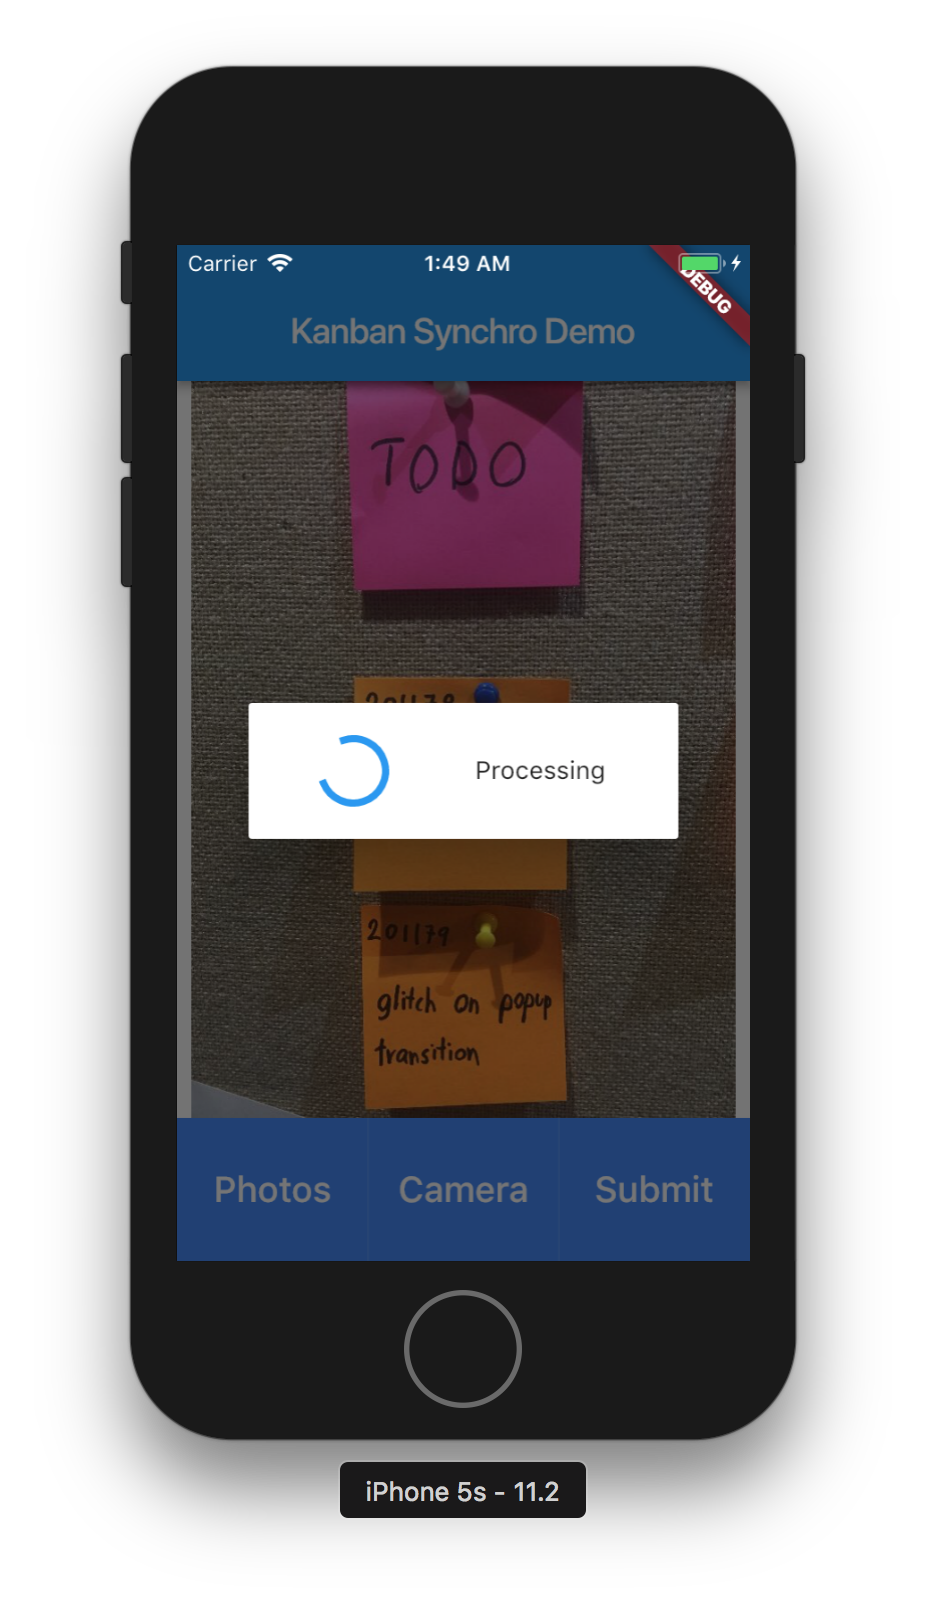 Carrier 1:49 AM
DEBUG
Kanban Synchro Demo
TODO
Processing
201179
glitch on popup
transition
Photos Camera Submit
iPhone 5s - 11.2